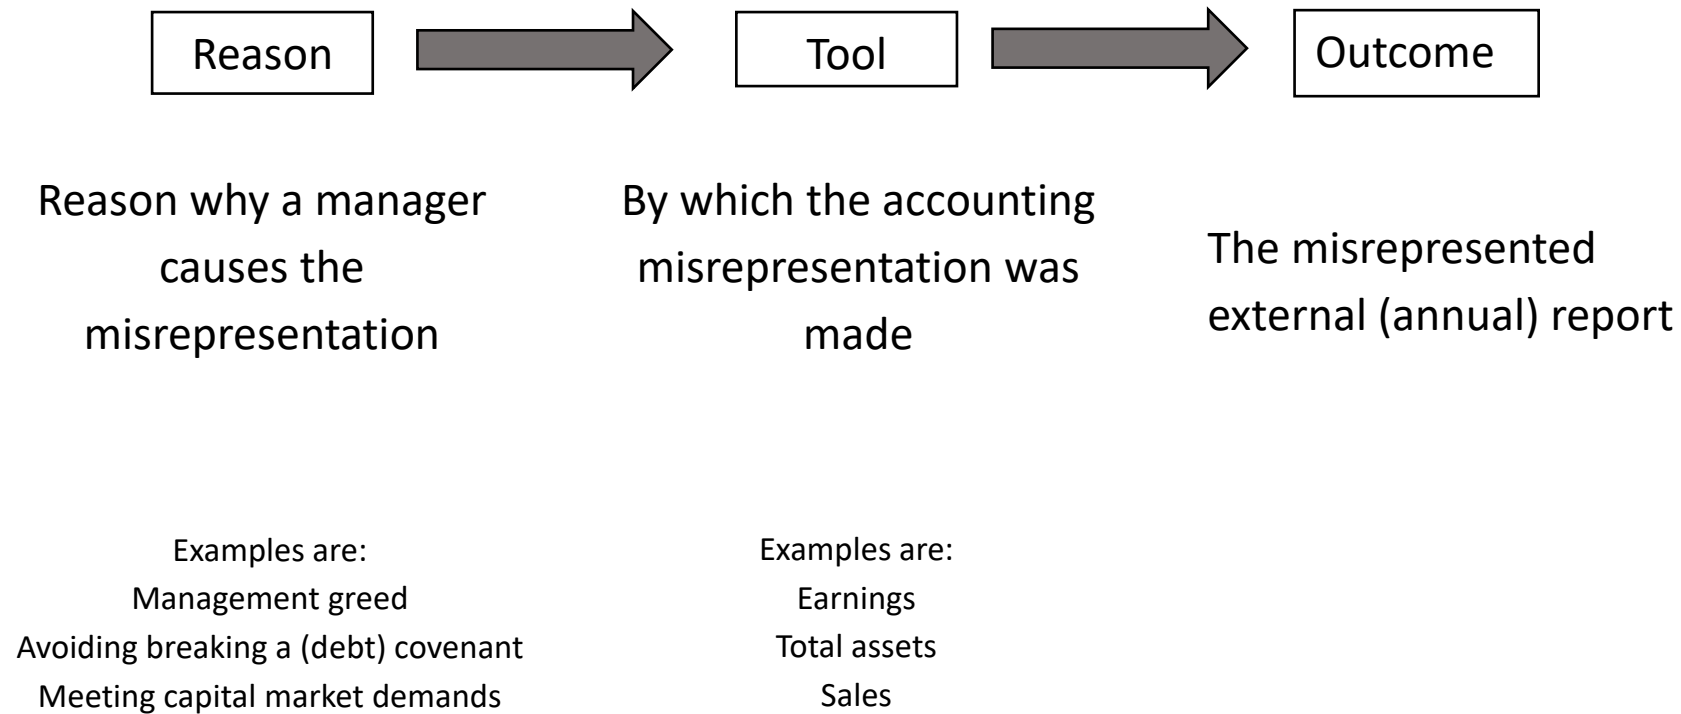 Reason
Tool
Outcome
Reason why a manager
causes the
misrepresentation
By which the accounting
misrepresentation was
made
The misrepresented
external (annual) report
Examples are:
Management greed
Avoiding breaking a (debt) covenant
Meeting capital market demands
Examples are:
Earnings
Total assets
Sales